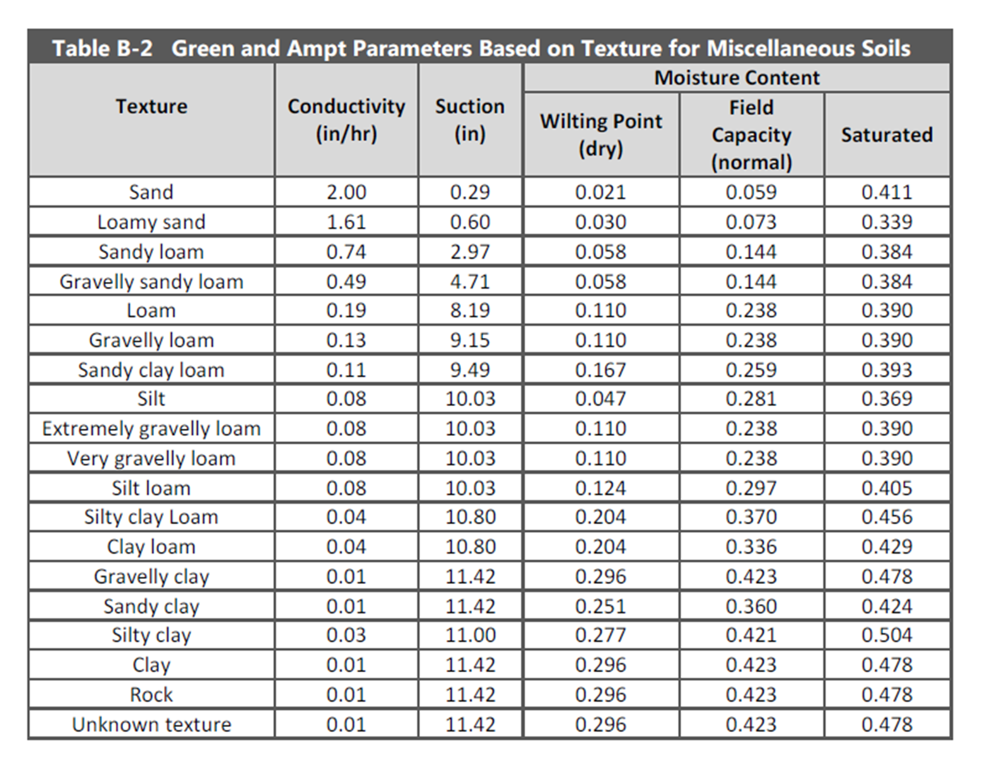 Table B-2 Green and Ampt Parameters Based on Texture for Miscellaneous Soils
Texture Conductivity (in/hr) Suction (in) Moisture Content
Wilting Point (dry) Field Capacity (normal) Saturated
Sand 2.00 0.29 0.021 0.059 0.411
Loamy sand 1.61 0.60 0.030 0.073 0.339
Sandy loam 0.74 2.97 0.058 0.144 0.384
Gravelly sandy loam 0.49 4.71 0.058 0.144 0.384
Loam 0.19 8.19 0.110 0.238 0.390
Gravelly loam 0.13 9.15 0.110 0.238 0.390
Sandy clay loam 0.11 9.49 0.167 0.259 0.393
Silt 0.08 10.03 0.047 0.281 0.369
Extremely gravelly loam 0.08 10.03 0.110 0.238 0.390
Very gravelly loam 0.08 10.03 0.110 0.238 0.390
Silt loam 0.08 10.03 0.124 0.297 0.405
Silty clay Loam 0.04 10.80 0.204 0.370 0.456
Clay loam 0.04 10.80 0.204 0.336 0.429
Gravelly clay 0.01 11.42 0.296 0.423 0.478
Sandy clay 0.01 11.42 0.251 0.360 0.424
Silty clay 0.03 11.00 0.277 0.421 0.504
Clay 0.01 11.42 0.296 0.423 0.478
Rock 0.01 11.42 0.296 0.423 0.478
Unknown texture 0.01 11.42 0.296 0.423 0.478